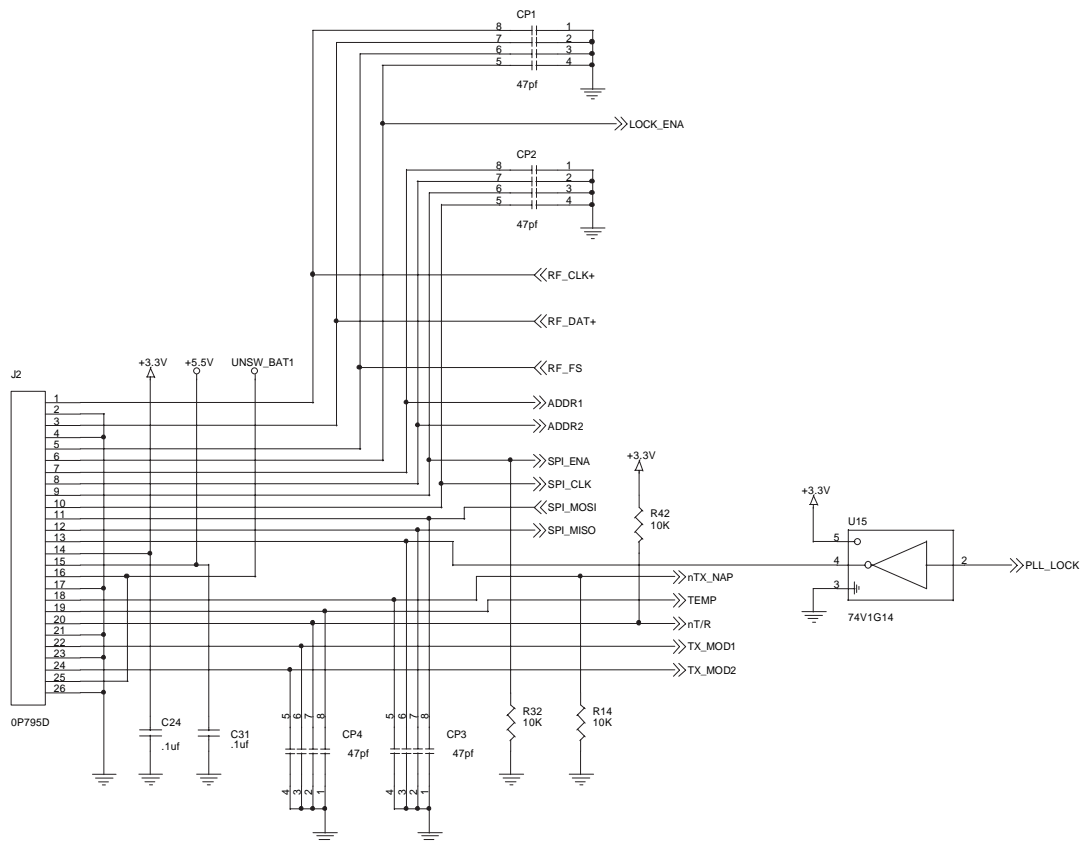 CP1
8 1
7 2
6 3
5 4
47pf
LOCK_ENA
CP2
8 1
7 2
6 3
5 4
47pf
RF_CLK+
RF_DAT+
+3.3V +5.5V UNSW_BAT1
RF_FS
J2
1
2
3
4
5
6
7
8
9
10
11
12
13
14
15
16
17
18
19
20
21
22
23
24
25
26
0P795D
ADDR1
ADDR2
SPI_ENA
SPI_CLK
SPI_MOSI
SPI_MISO
+3.3V
R42
10K
+3.3V
U15
5
4 2
3
74V1G14
PLL_LOCK
nTX_NAP
TEMP
nT/R
TX_MOD1
TX_MOD2
C24
.1uf
C31
.1uf
5 6 7 8
CP4
47pf
4 3 2 1
5 6 7 8
CP3
47pf
4 3 2 1
R32
10K
R14
10K